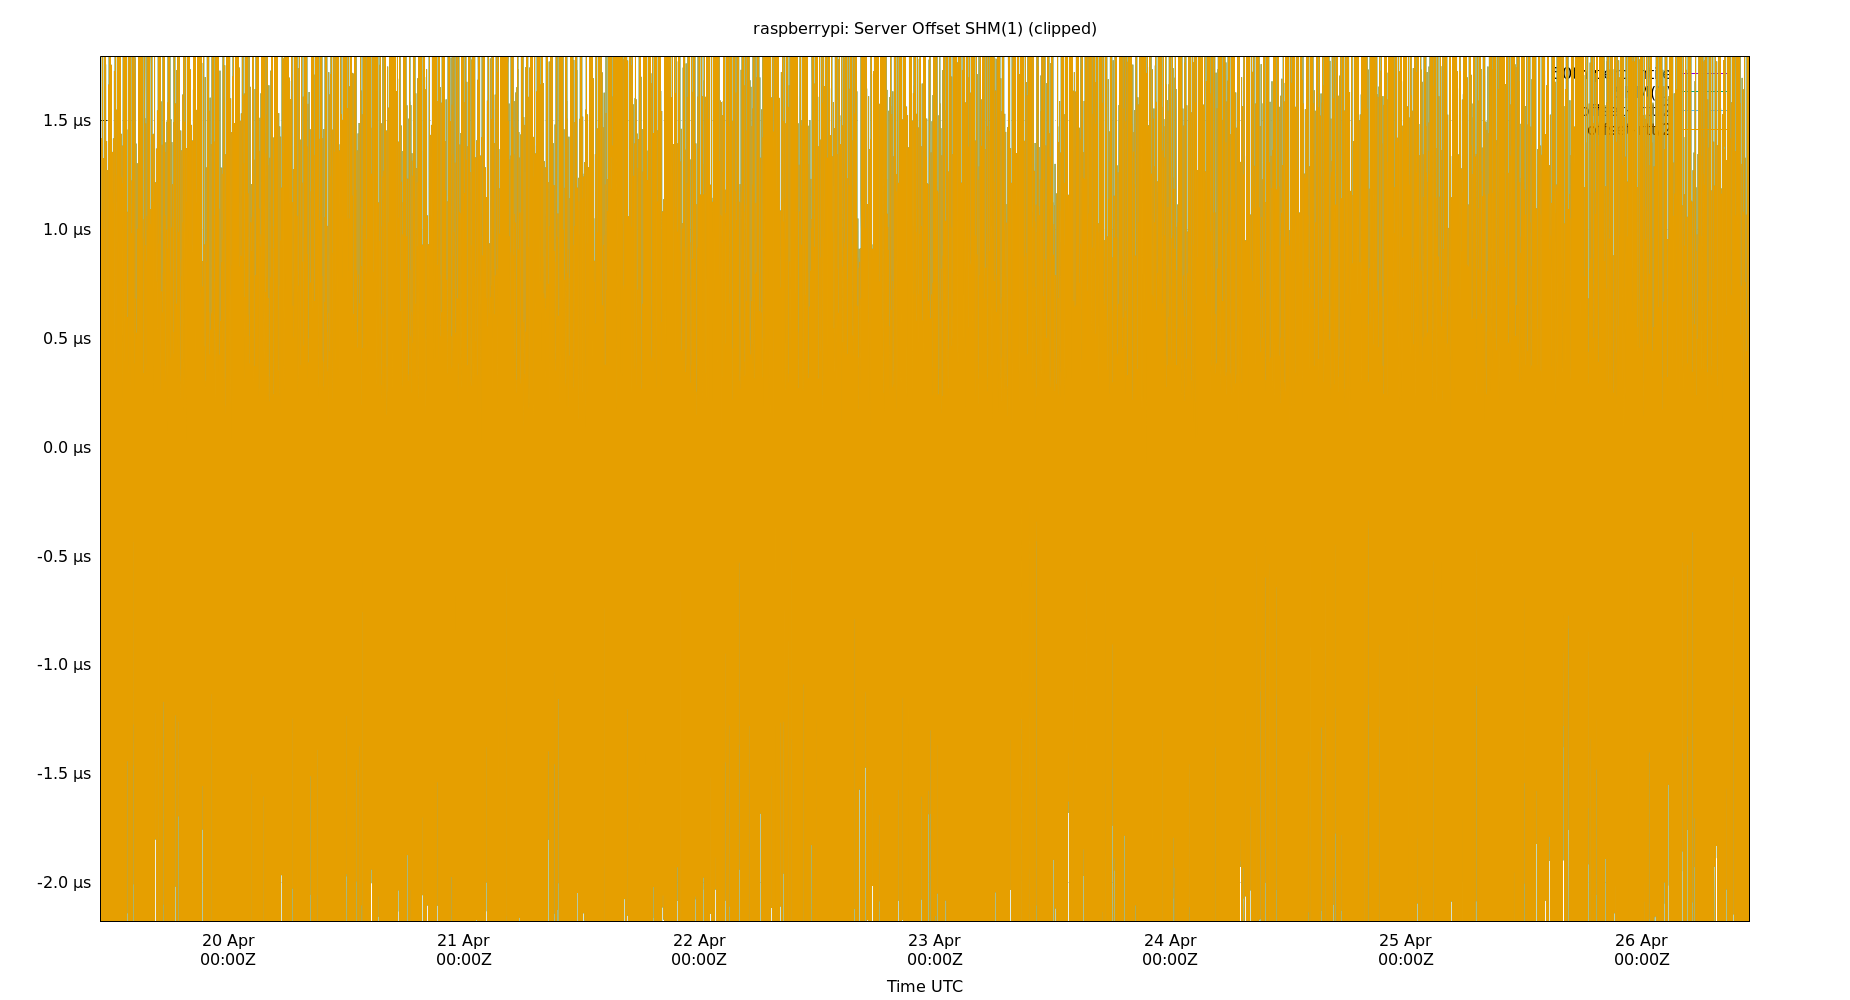 raspberrypi: Server Offset SHM(1) (clipped)
1.5 µs
1.0 µs
0.5 µs
0.0 µs
-0.5 µs
-1.0 µs
-1.5 µs
-2.0 µs
20 Apr 21 Apr 22 Apr 23 Apr 24 Apr 25 Apr 26 Apr
00:00Z 00:00Z 00:00Z 00:00Z 00:00Z 00:00Z 00:00Z
Time UTC